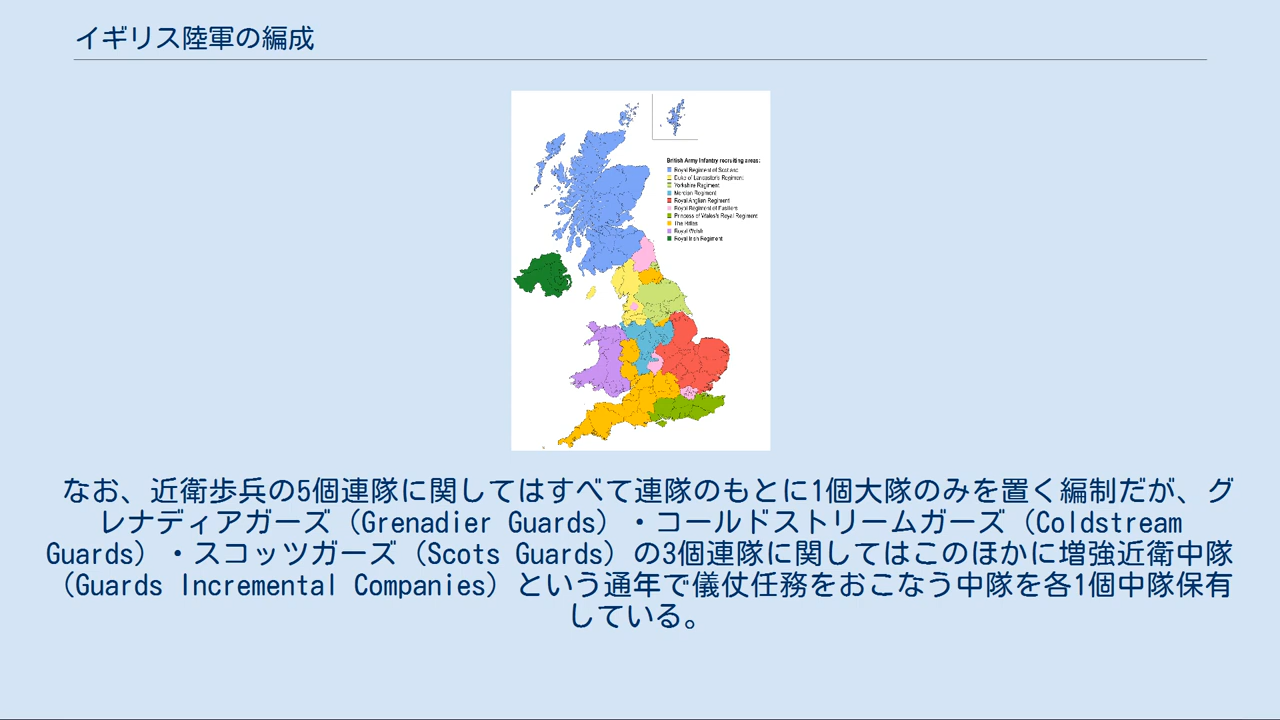 イギリス陸軍の編成
British Army Infantry recruiting areas:
Royal Regiment of Scotland
Duke of Lancaster's Regiment
Yorkshire Regiment
Mercian Regiment
Royal Anglian Regiment
Royal Regiment of Fusiliers
Princess of Wales's Royal Regiment
The Rifles
Royal Welsh
Royal Irish Regiment
なお、近衛歩兵の5個連隊に関してはすべて連隊のもとに1個大隊のみを置く編制だが、グ
レナディアガーズ（Grenadier Guards）・コールドストリームガーズ（Coldstream
Guards）・スコッツガーズ（Scots Guards）の3個連隊に関してはこのほかに増強近衛中隊
（Guards Incremental Companies）という通年で儀仗任務をおこなう中隊を各1個中隊保有
している。